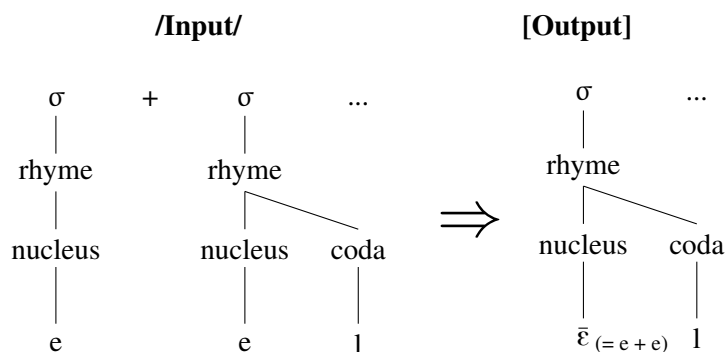 /Input/ [Output]
σ + σ ... σ ...
rhyme rhyme rhyme
nucleus nucleus coda ⇒ nucleus coda
e e l ɛ̄ (= e + e) l